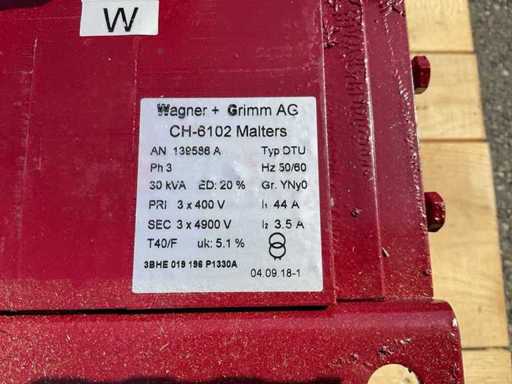 W
Wagner + Grimm AG
CH-6102 Malters
AN 139586 A Typ DTU
Ph 3 Hz 50/60
30 kVA ED: 20 % Gr. YNy0
PRI 3 x 400 V I₁ 44 A
SEC 3 x 4900 V I₂ 3.5 A
T40/F uk: 5.1 %
3BHE 019 196 P1330A 04.09.18-1